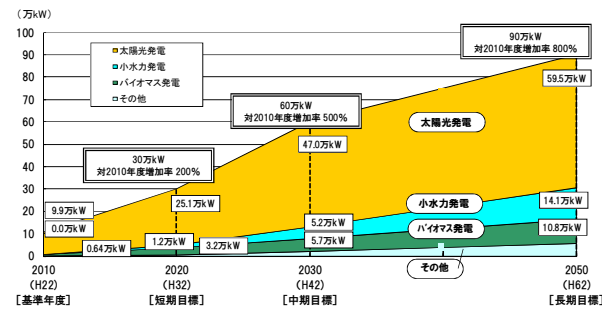 (万kW)
100
90
80
70
60
50
40
30
20
10
0
太陽光発電
小水力発電
バイオマス発電
その他
30万kW
対2010年度増加率 200%
60万kW
対2010年度増加率 500%
90万kW
対2010年度増加率 800%
9.9万kW
0.0万kW
0.64万kW
25.1万kW
1.2万kW
3.2万kW
47.0万kW
5.2万kW
5.7万kW
59.5万kW
14.1万kW
10.8万kW
太陽光発電
小水力発電
バイオマス発電
その他
2010
(H22)
[基準年度]
2020
(H32)
[短期目標]
2030
(H42)
[中期目標]
2050
(H62)
[長期目標]